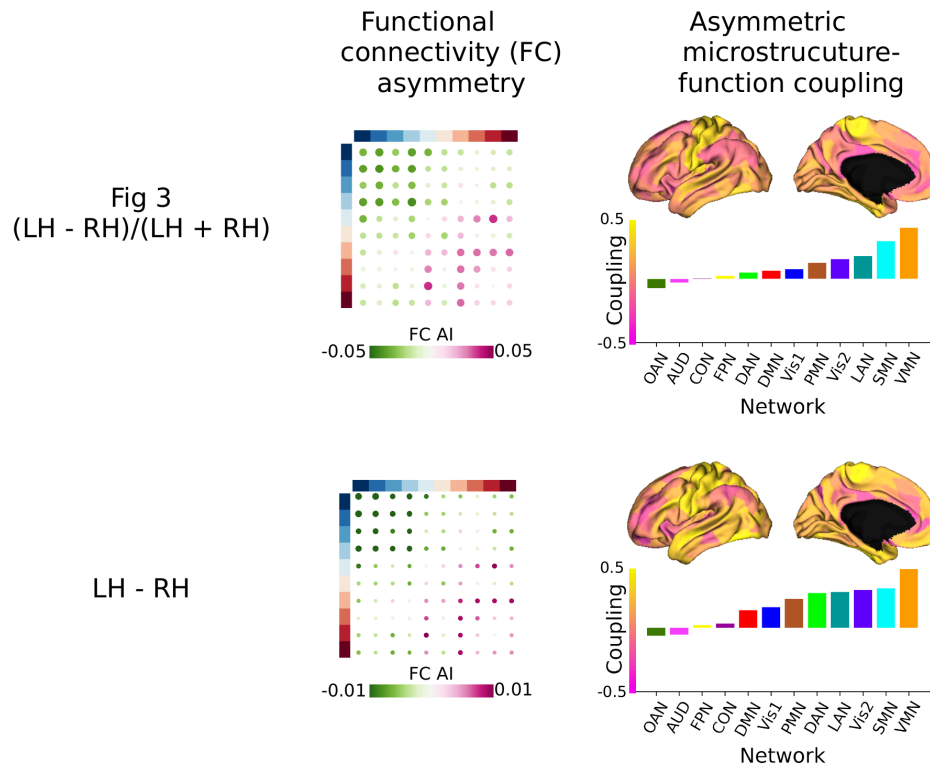 Functional
connectivity (FC)
asymmetry
Asymmetric
microstrucuture-
function coupling
Fig 3
(LH - RH)/(LH + RH)
FC AI
-0.05
0.05
0.5
Coupling
-0.5
OAN AUD CON FPN DAN DMN Vis1 PMN Vis2 LAN SMN VMN
Network
LH - RH
FC AI
-0.01
0.01
0.5
Coupling
-0.5
OAN AUD FPN CON DMN Vis1 PMN DAN LAN Vis2 SMN VMN
Network